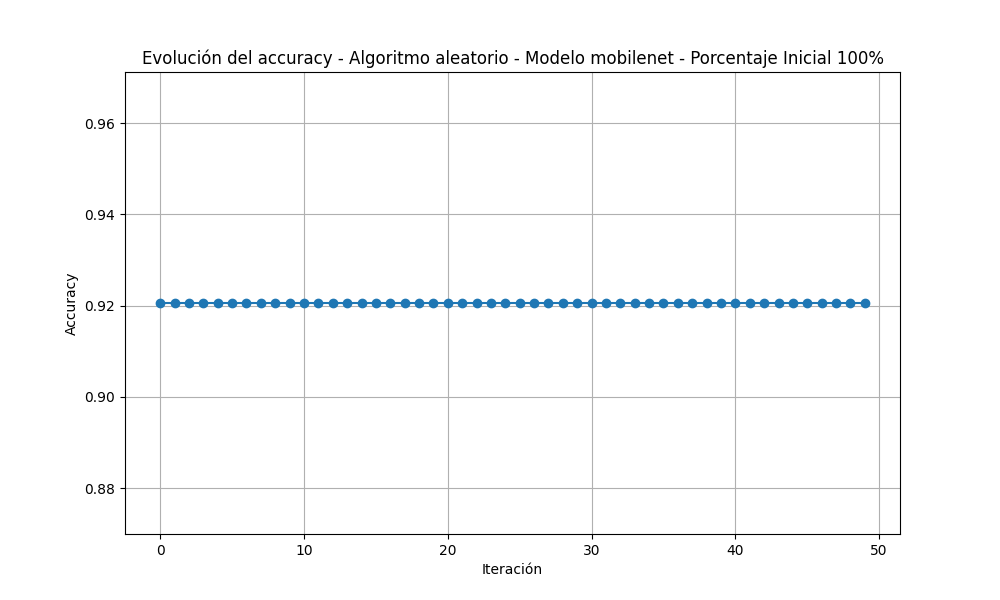 Evolución del accuracy - Algoritmo aleatorio - Modelo mobilenet - Porcentaje Inicial 100%
0.96
0.94
0.92
0.90
0.88
Accuracy
0 10 20 30 40 50
Iteración